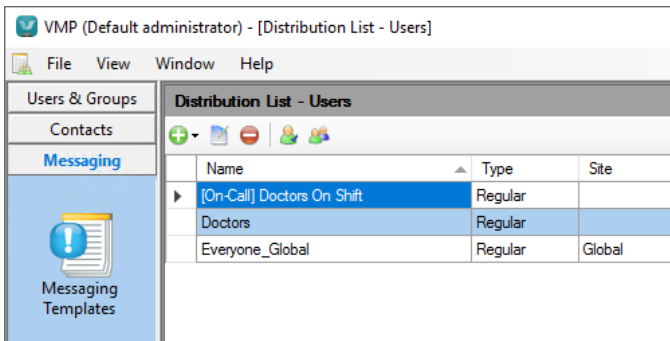 VMP (Default administrator) - [Distribution List - Users]
File View Window Help
Users & Groups
Contacts
Messaging
Messaging
Templates
Distribution List - Users
Name Type Site
[On-Call] Doctors On Shift Regular
Doctors Regular
Everyone_Global Regular Global